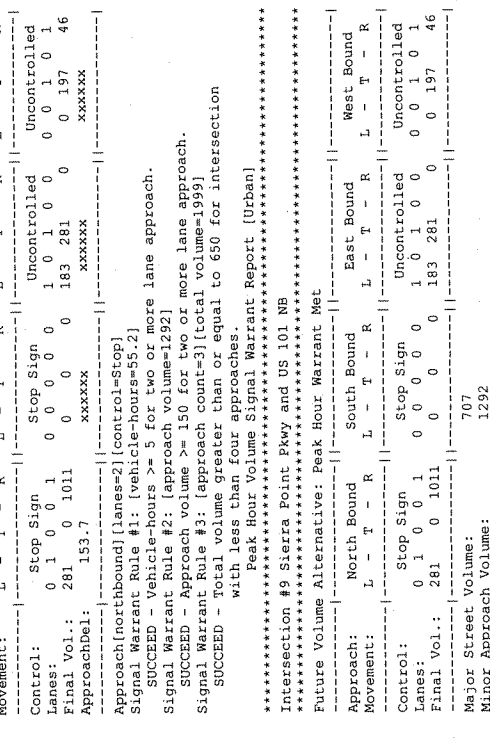 Movement: L - T - R L - T - R L - T - R L - T - R
------------|---------------||---------------||---------------||---------------|
Control: Stop Sign Stop Sign Uncontrolled Uncontrolled
Lanes: 0 1 0 0 1 0 0 0 0 0 1 0 1 0 0 0 0 1 0 1
Final Vol.: 281 0 1011 0 0 0 183 281 0 0 197 46
ApproachDel: 153.7 xxxxxx xxxxxx xxxxxx
------------|---------------||---------------||---------------||---------------|
Approach[northbound][lanes=2][control=Stop]
Signal Warrant Rule #1: [vehicle-hours=55.2]
SUCCEED - Vehicle-hours >= 5 for two or more lane approach.
Signal Warrant Rule #2: [approach volume=1292]
SUCCEED - Approach volume >= 150 for two or more lane approach.
Signal Warrant Rule #3: [approach count=3][total volume=1999]
SUCCEED - Total volume greater than or equal to 650 for intersection
with less than four approaches.
Peak Hour Volume Signal Warrant Report [Urban]
********************************************************************************
Intersection #9 Sierra Point Pkwy and US 101 NB
********************************************************************************
Future Volume Alternative: Peak Hour Warrant Met
------------|---------------||---------------||---------------||---------------|
Approach: North Bound South Bound East Bound West Bound
Movement: L - T - R L - T - R L - T - R L - T - R
------------|---------------||---------------||---------------||---------------|
Control: Stop Sign Stop Sign Uncontrolled Uncontrolled
Lanes: 0 1 0 0 1 0 0 0 0 0 1 0 1 0 0 0 0 1 0 1
Final Vol.: 281 0 1011 0 0 0 183 281 0 0 197 46
------------|---------------||---------------||---------------||---------------|
Major Street Volume: 707
Minor Approach Volume: 1292